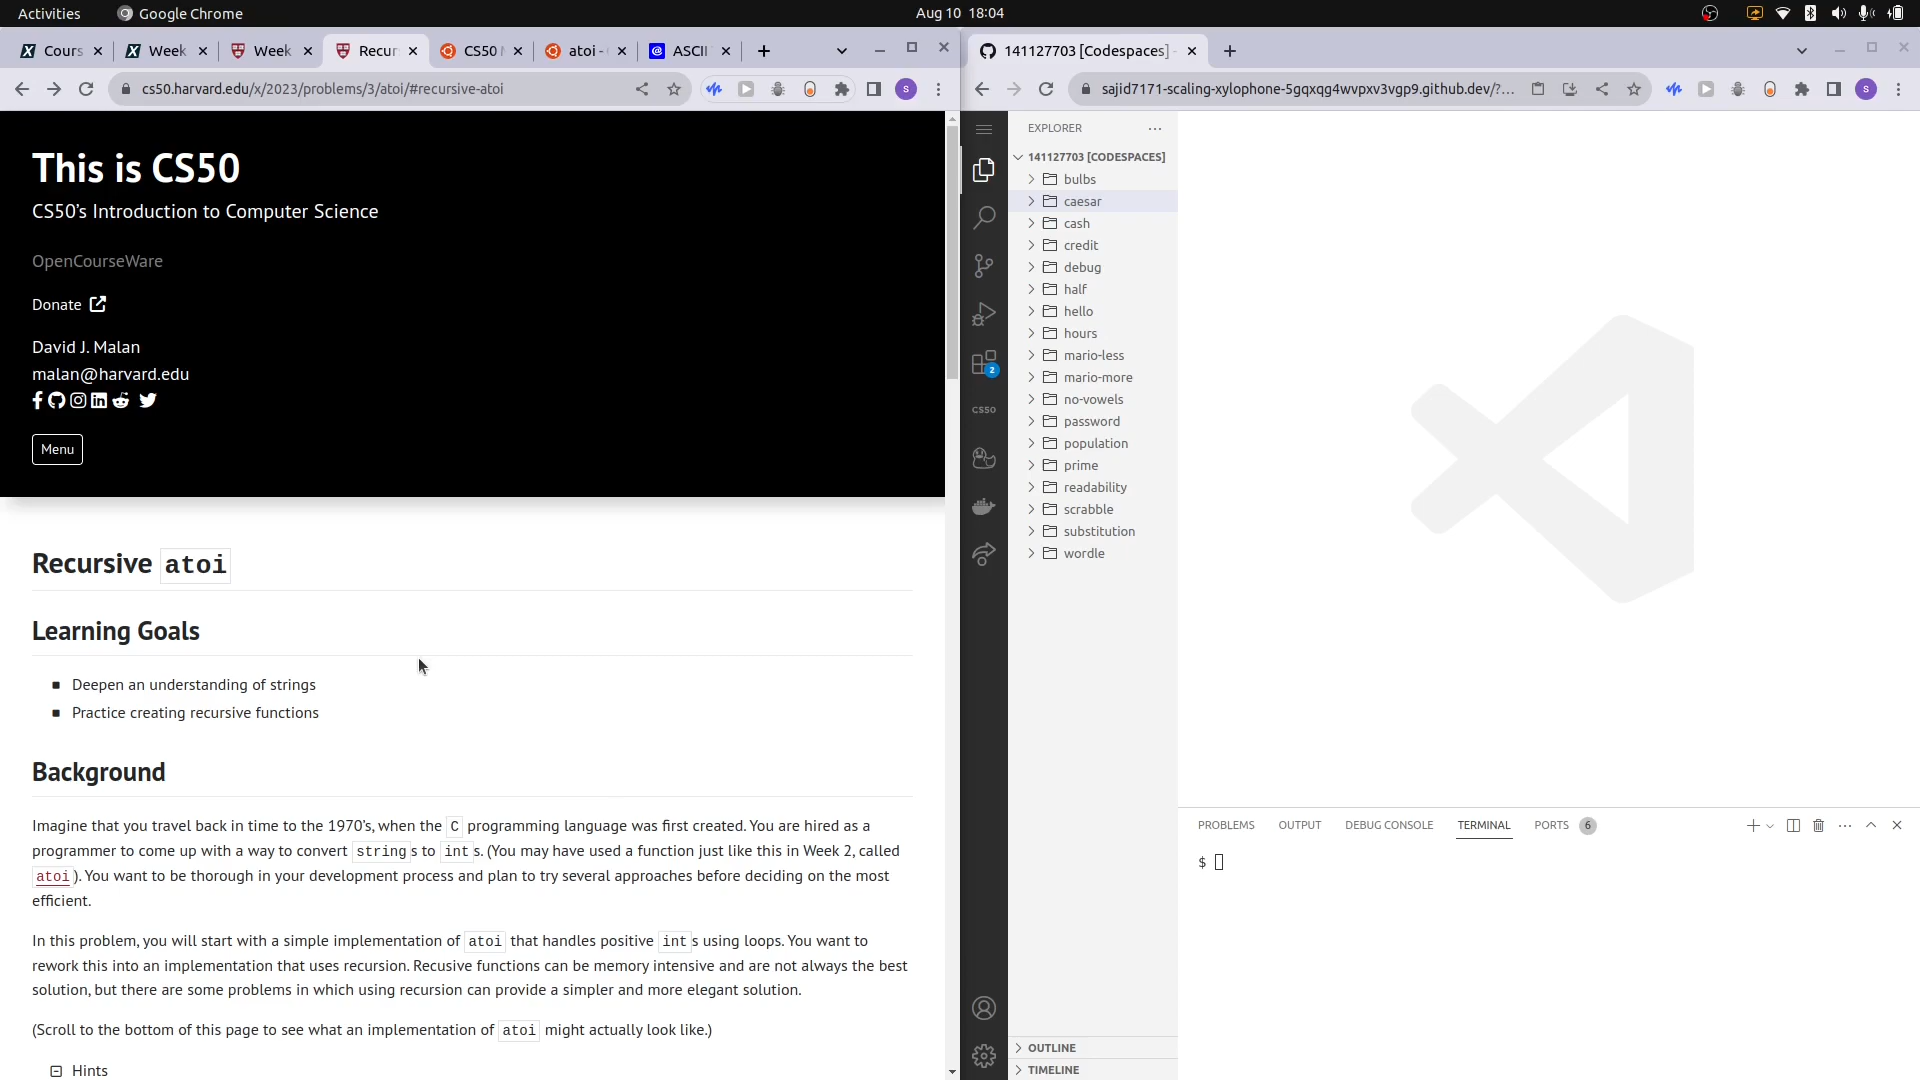 Activities
Google Chrome
Aug 10 18:04
Cours
Week
Week
Recur
CS50
atoi -
ASCII
cs50.harvard.edu/x/2023/problems/3/atoi/#recursive-atoi
S
This is CS50
CS50’s Introduction to Computer Science
OpenCourseWare
Donate
David J. Malan
malan@harvard.edu
Menu
Recursive atoi
Learning Goals
Deepen an understanding of strings
Practice creating recursive functions
Background
Imagine that you travel back in time to the 1970’s, when the C programming language was first created. You are hired as a
programmer to come up with a way to convert string s to int s. (You may have used a function just like this in Week 2, called
atoi ). You want to be thorough in your development process and plan to try several approaches before deciding on the most
efficient.
In this problem, you will start with a simple implementation of atoi that handles positive int s using loops. You want to
rework this into an implementation that uses recursion. Recusive functions can be memory intensive and are not always the best
solution, but there are some problems in which using recursion can provide a simpler and more elegant solution.
(Scroll to the bottom of this page to see what an implementation of atoi might actually look like.)
Hints
141127703 [Codespaces]
sajid7171-scaling-xylophone-5gqxqg4wvpxv3vgp9.github.dev/?...
S
EXPLORER
141127703 [CODESPACES]
bulbs
caesar
cash
credit
debug
half
hello
hours
mario-less
mario-more
no-vowels
password
population
prime
readability
scrabble
substitution
wordle
2
CS50
OUTLINE
TIMELINE
PROBLEMS
OUTPUT
DEBUG CONSOLE
TERMINAL
PORTS 6
$